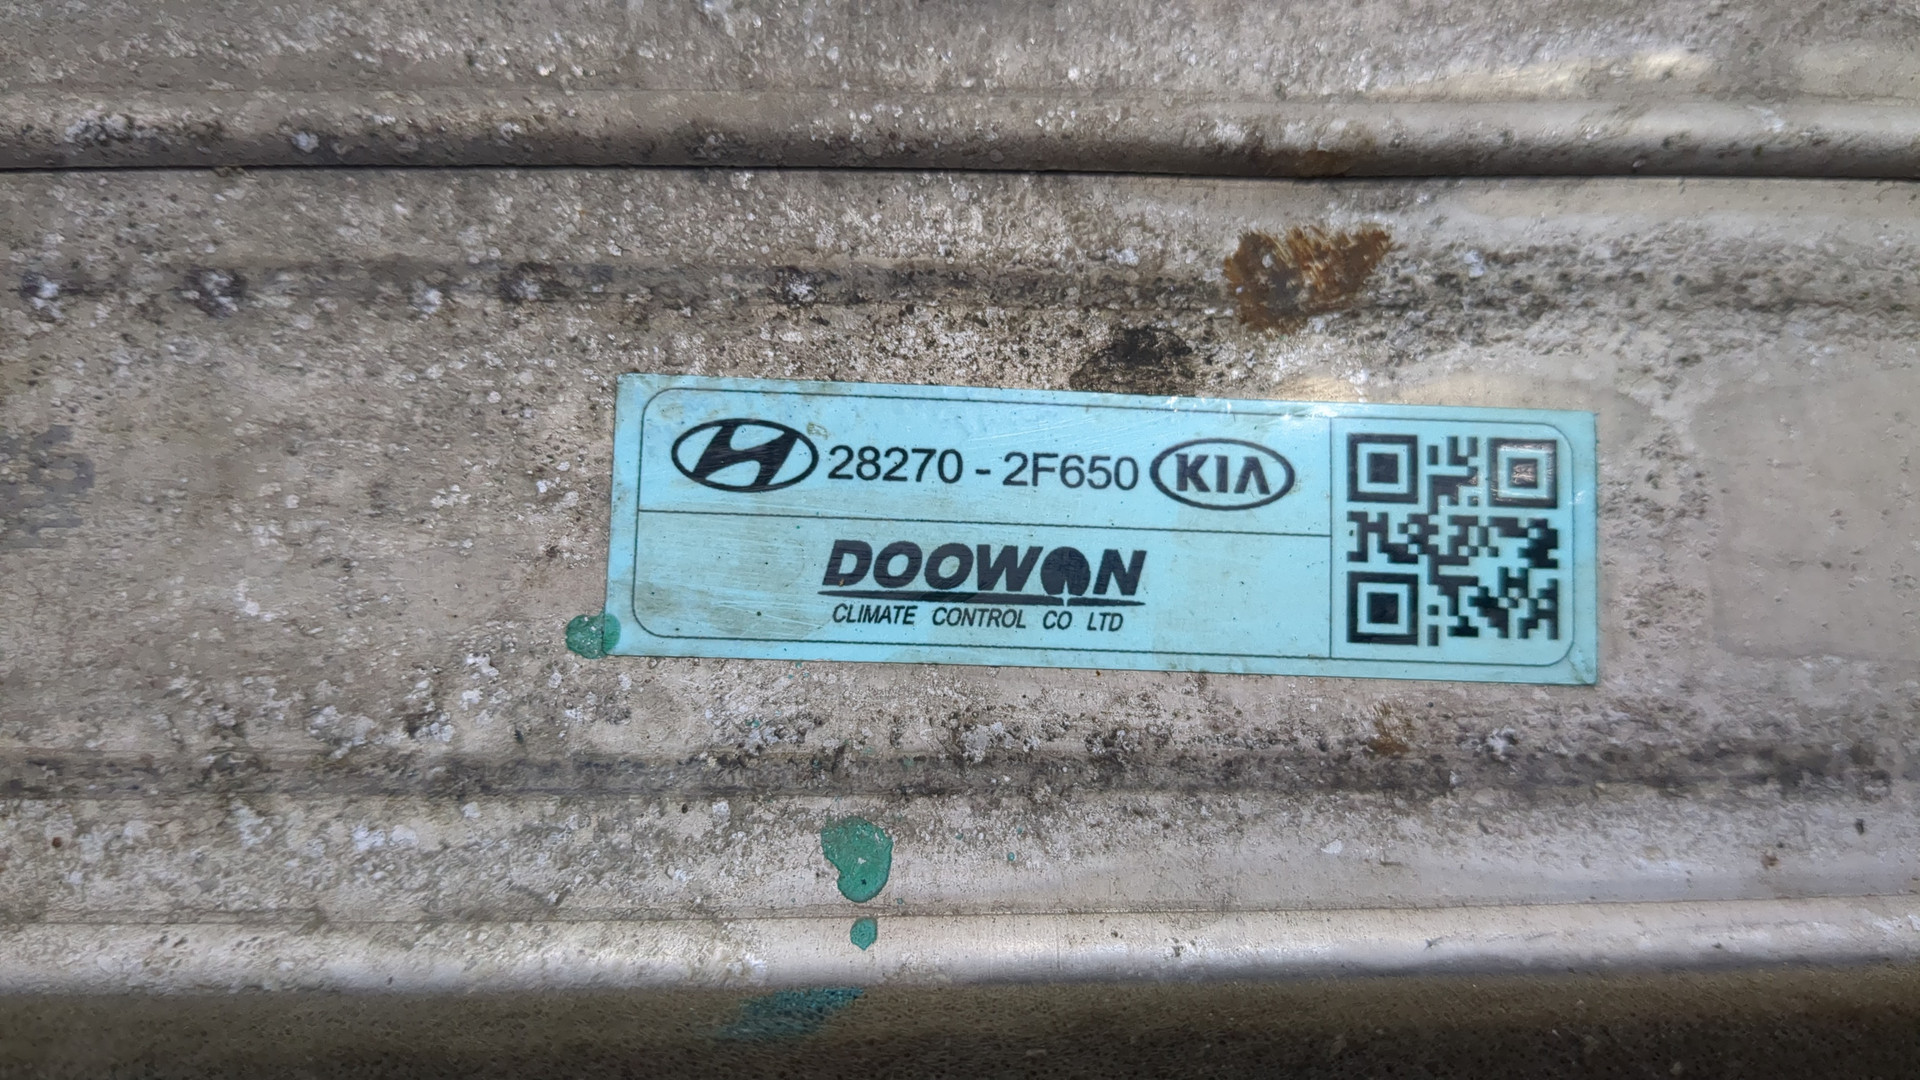 28270 - 2F650 KIA
DOOWON
CLIMATE CONTROL CO LTD